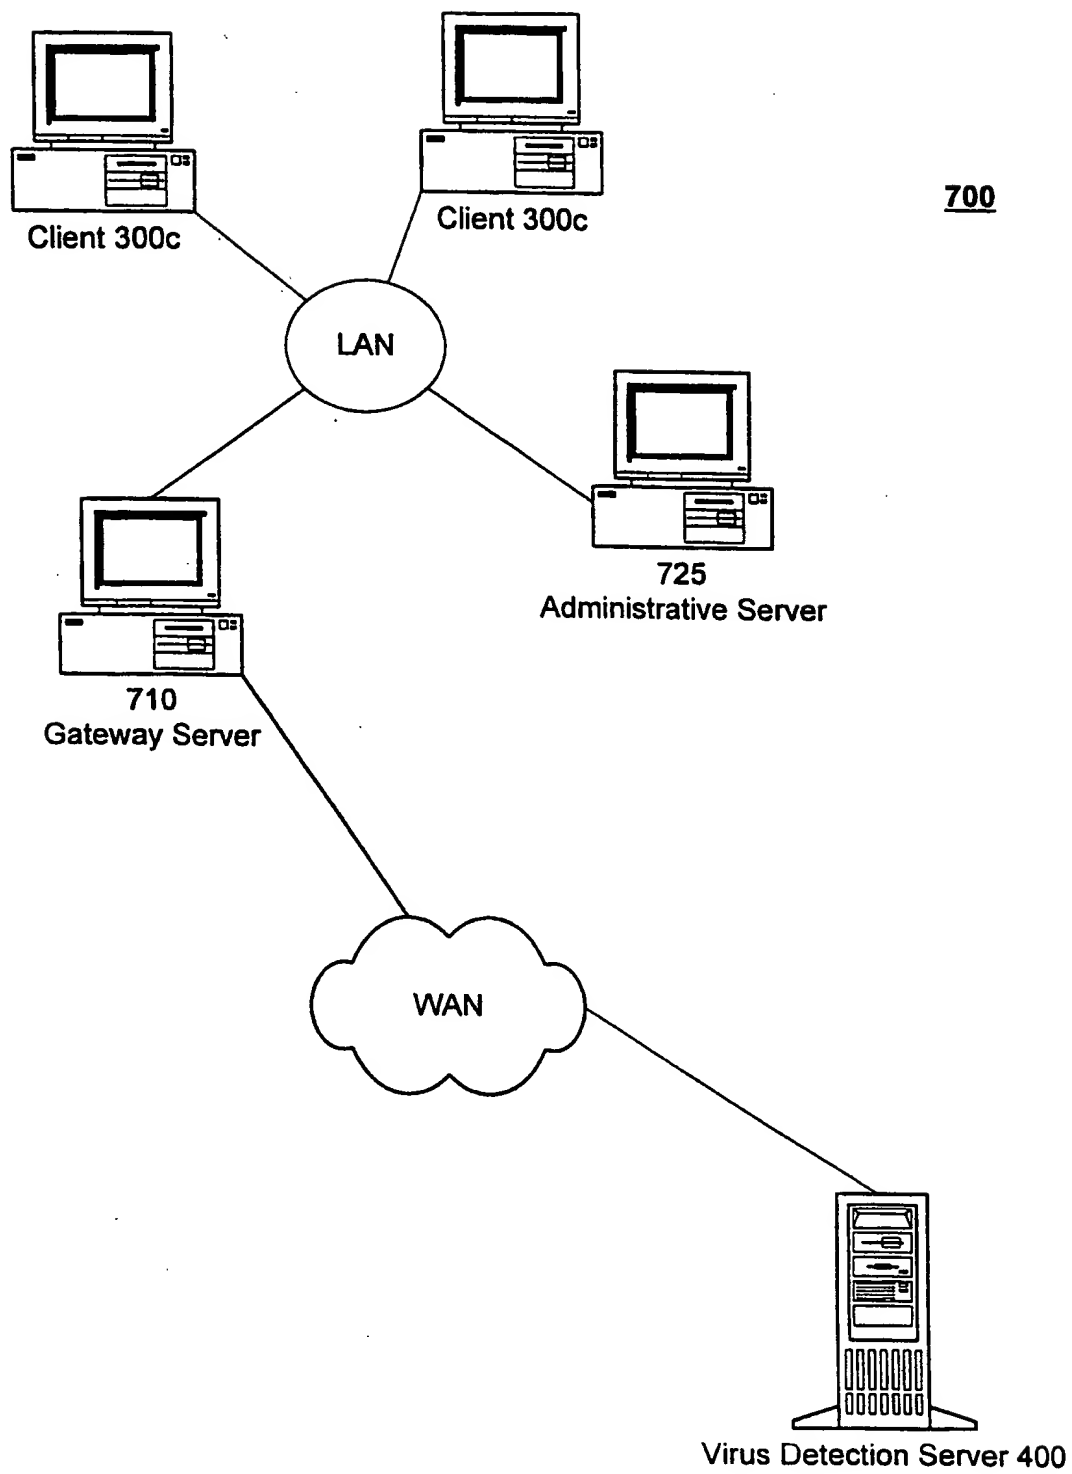 700
Client 300c
Client 300c
LAN
725
Administrative Server
710
Gateway Server
WAN
Virus Detection Server 400